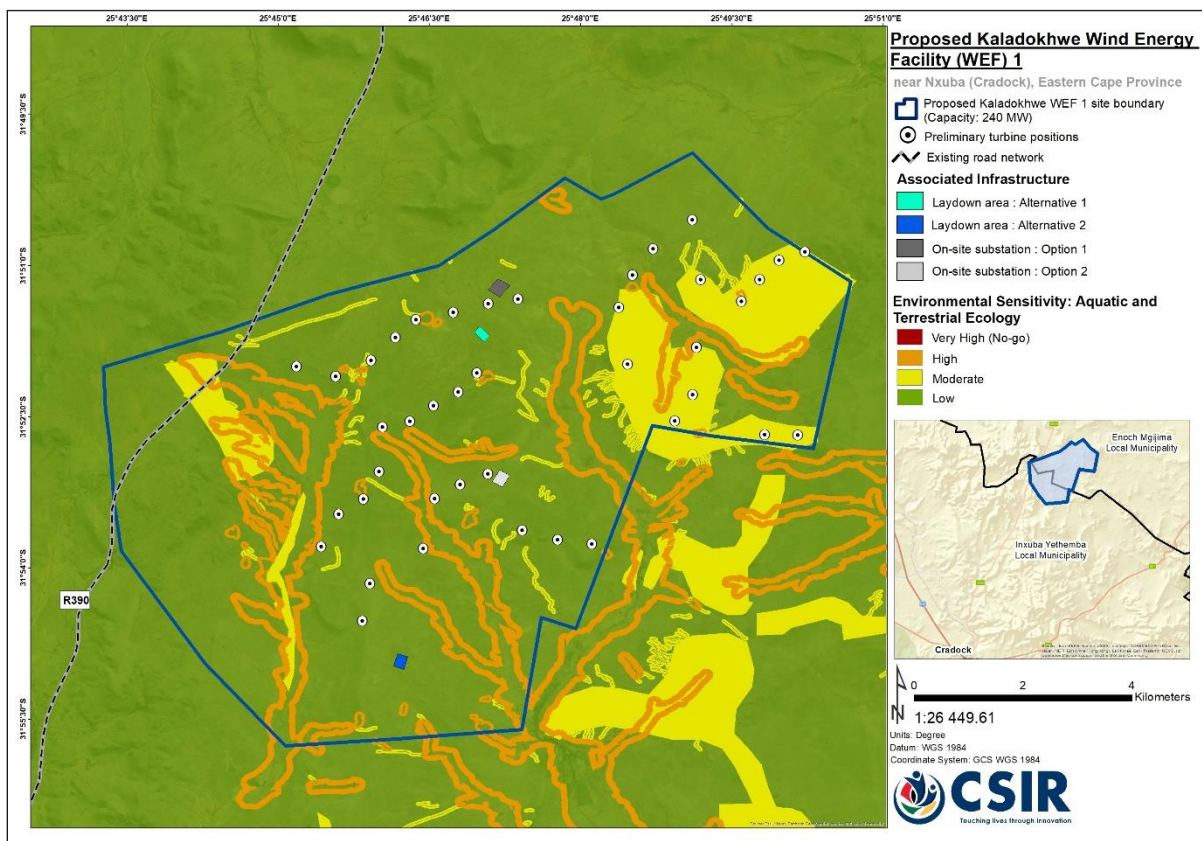 25°43'30"E 25°45'0"E 25°46'30"E 25°48'0"E 25°49'30"E 25°51'0"E
31°49'30"S
31°51'0"S
31°52'30"S
31°54'0"S
31°55'30"S
R390
Proposed Kaladokhwe Wind Energy
Facility (WEF) 1
near Nxuba (Cradock), Eastern Cape Province
Proposed Kaladokhwe WEF 1 site boundary
(Capacity: 240 MW)
Preliminary turbine positions
Existing road network
Associated Infrastructure
Laydown area : Alternative 1
Laydown area : Alternative 2
On-site substation : Option 1
On-site substation : Option 2
Environmental Sensitivity: Aquatic and
Terrestrial Ecology
Very High (No-go)
High
Moderate
Low
Enoch Mgijima
Local Municipality
Inxuba Yethemba
Local Municipality
Cradock
N
0 2 4
Kilometers
1:26 449.61
Units: Degree
Datum: WGS 1984
Coordinate System: GCS WGS 1984
CSIR
Touching lives through innovation